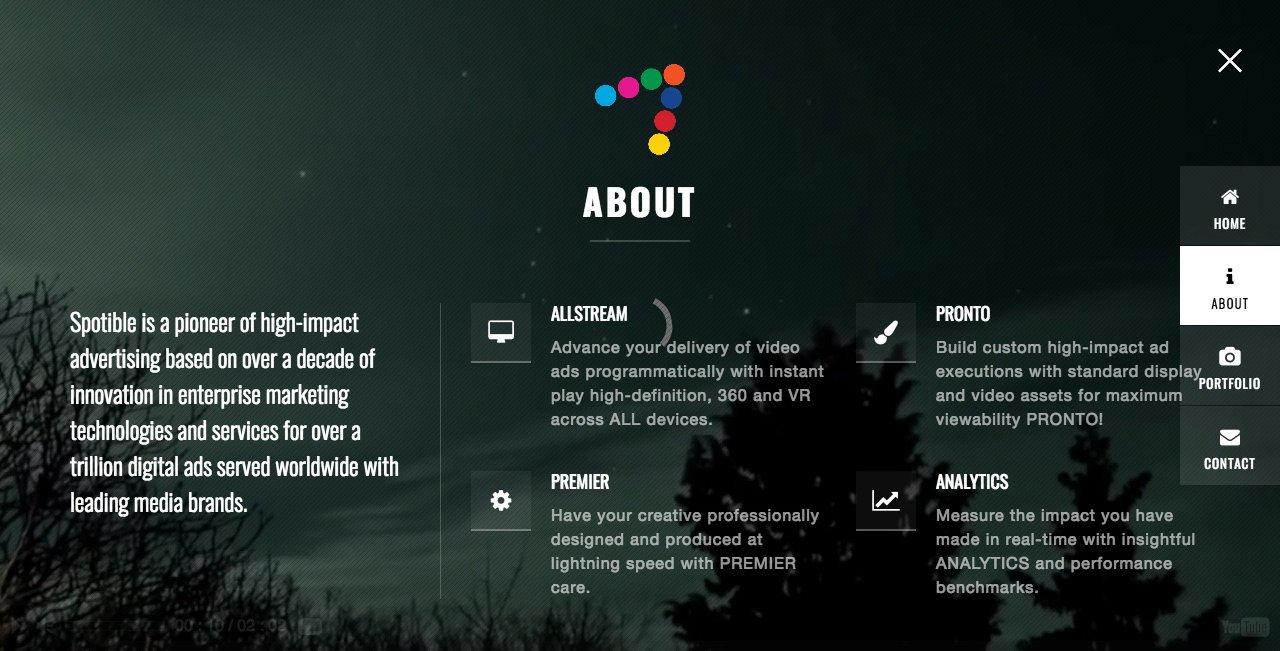 ABOUT
HOME
ABOUT
PORTFOLIO
CONTACT
Spotible is a pioneer of high-impact
advertising based on over a decade of
innovation in enterprise marketing
technologies and services for over a
trillion digital ads served worldwide with
leading media brands.
ALLSTREAM
Advance your delivery of video
ads programmatically with instant
play high-definition, 360 and VR
across ALL devices.
PRONTO
Build custom high-impact ad
executions with standard display
and video assets for maximum
viewability PRONTO!
PREMIER
Have your creative professionally
designed and produced at
lightning speed with PREMIER
care.
ANALYTICS
Measure the impact you have
made in real-time with insightful
ANALYTICS and performance
benchmarks.
YouTube